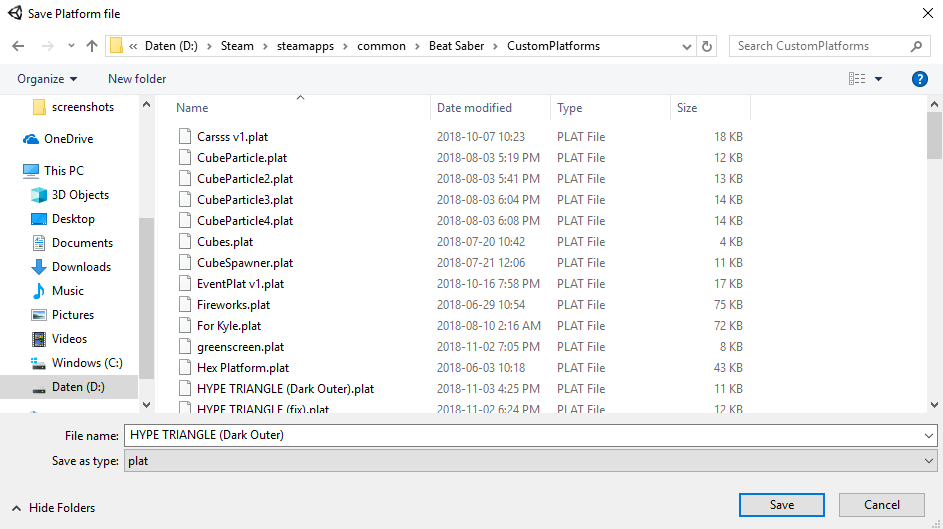 Save Platform file
« Daten (D:) > Steam > steamapps > common > Beat Saber > CustomPlatforms
Search CustomPlatforms
Organize
New folder
screenshots
OneDrive
This PC
3D Objects
Desktop
Documents
Downloads
Music
Pictures
Videos
Windows (C:)
Daten (D:)
Name Date modified Type Size
Carsss v1.plat 2018-10-07 10:23 PLAT File 18 KB
CubeParticle.plat 2018-08-03 5:19 PM PLAT File 12 KB
CubeParticle2.plat 2018-08-03 5:41 PM PLAT File 13 KB
CubeParticle3.plat 2018-08-03 6:04 PM PLAT File 14 KB
CubeParticle4.plat 2018-08-03 6:08 PM PLAT File 14 KB
Cubes.plat 2018-07-20 10:42 PLAT File 4 KB
CubeSpawner.plat 2018-07-21 12:06 PLAT File 11 KB
EventPlat v1.plat 2018-10-16 7:58 PM PLAT File 17 KB
Fireworks.plat 2018-06-29 10:54 PLAT File 75 KB
For Kyle.plat 2018-08-10 2:16 AM PLAT File 72 KB
greenscreen.plat 2018-11-02 7:05 PM PLAT File 8 KB
Hex Platform.plat 2018-06-03 10:18 PLAT File 43 KB
HYPE TRIANGLE (Dark Outer).plat 2018-11-03 4:25 PM PLAT File 11 KB
HYPE TRIANGLE (fix).plat 2018-11-02 6:24 PM PLAT File 11 KB
File name: HYPE TRIANGLE (Dark Outer)
Save as type: plat
Hide Folders
Save
Cancel